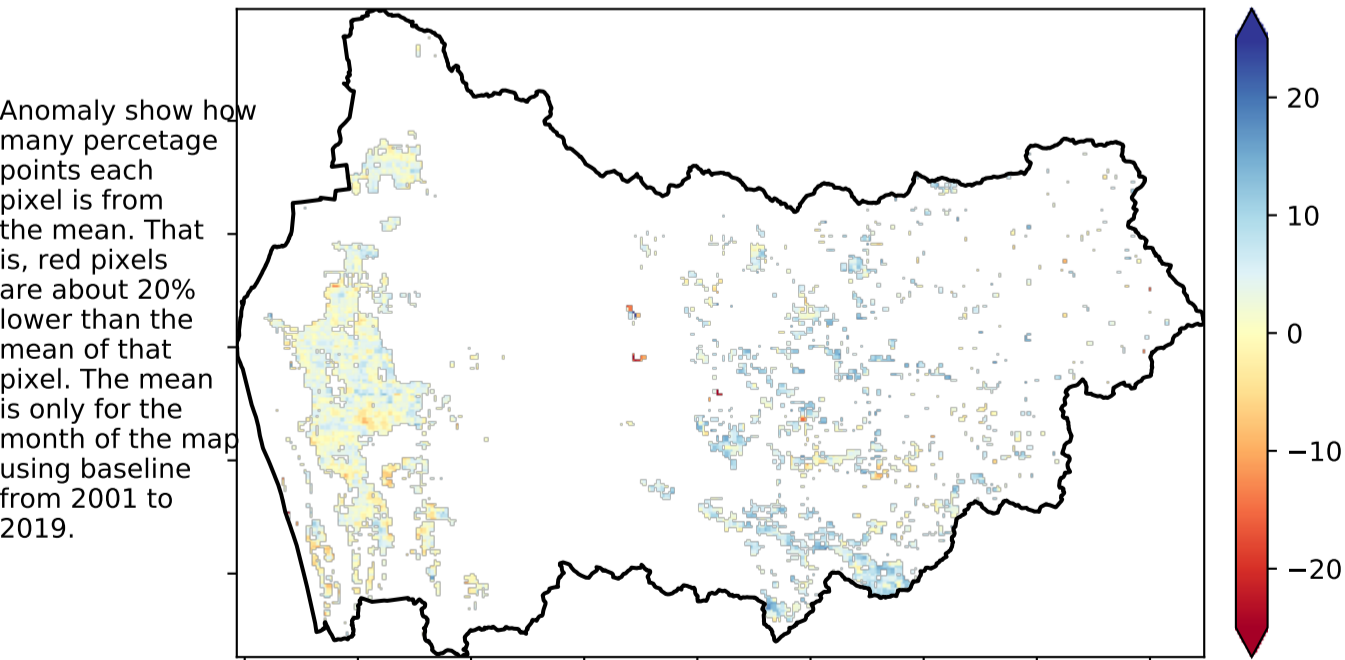 Anomaly show how
many percetage
points each
pixel is from
the mean. That
is, red pixels
are about 20%
lower than the
mean of that
pixel. The mean
is only for the
month of the map
using baseline
from 2001 to
2019.
20
10
0
−10
−20